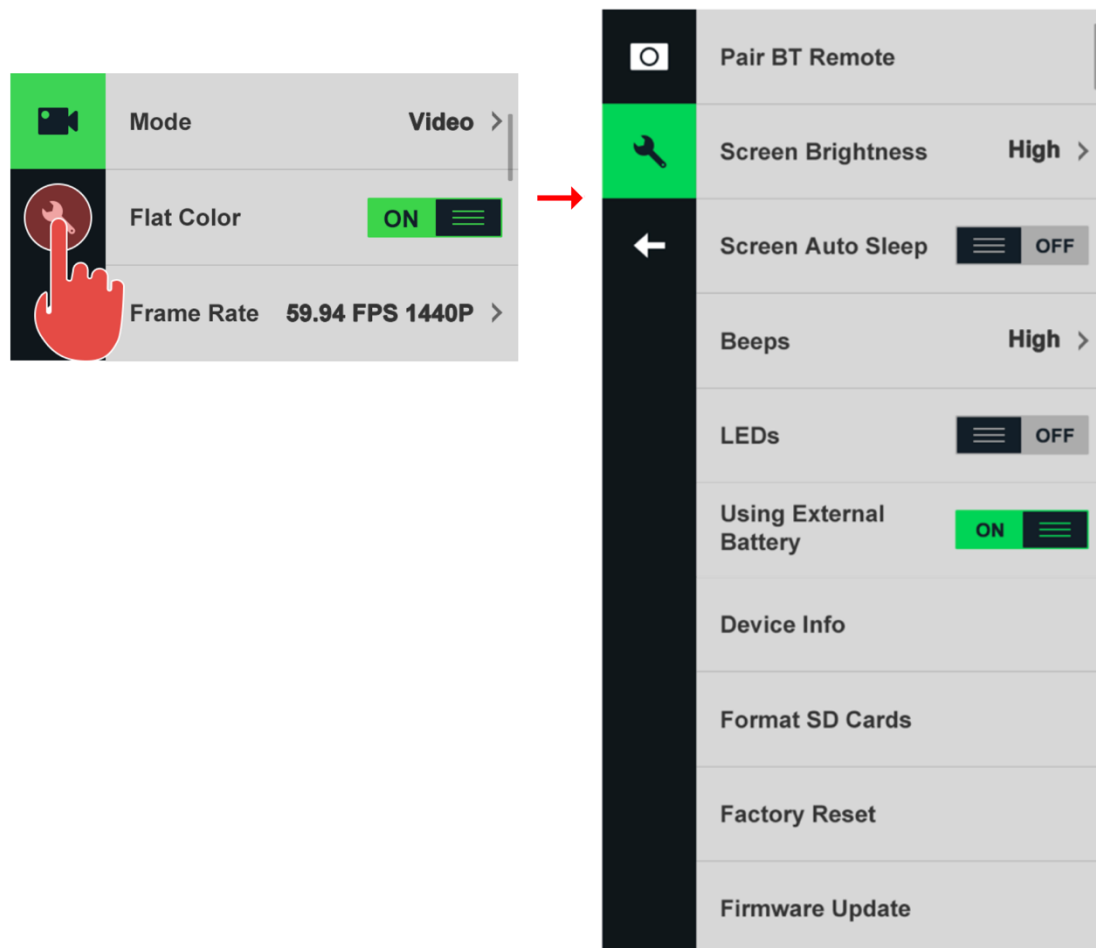 Mode Video
Flat Color ON
Frame Rate 59.94 FPS 1440P
Pair BT Remote
Screen Brightness High
Screen Auto Sleep OFF
Beeps High
LEDs OFF
Using External
Battery
ON
Device Info
Format SD Cards
Factory Reset
Firmware Update